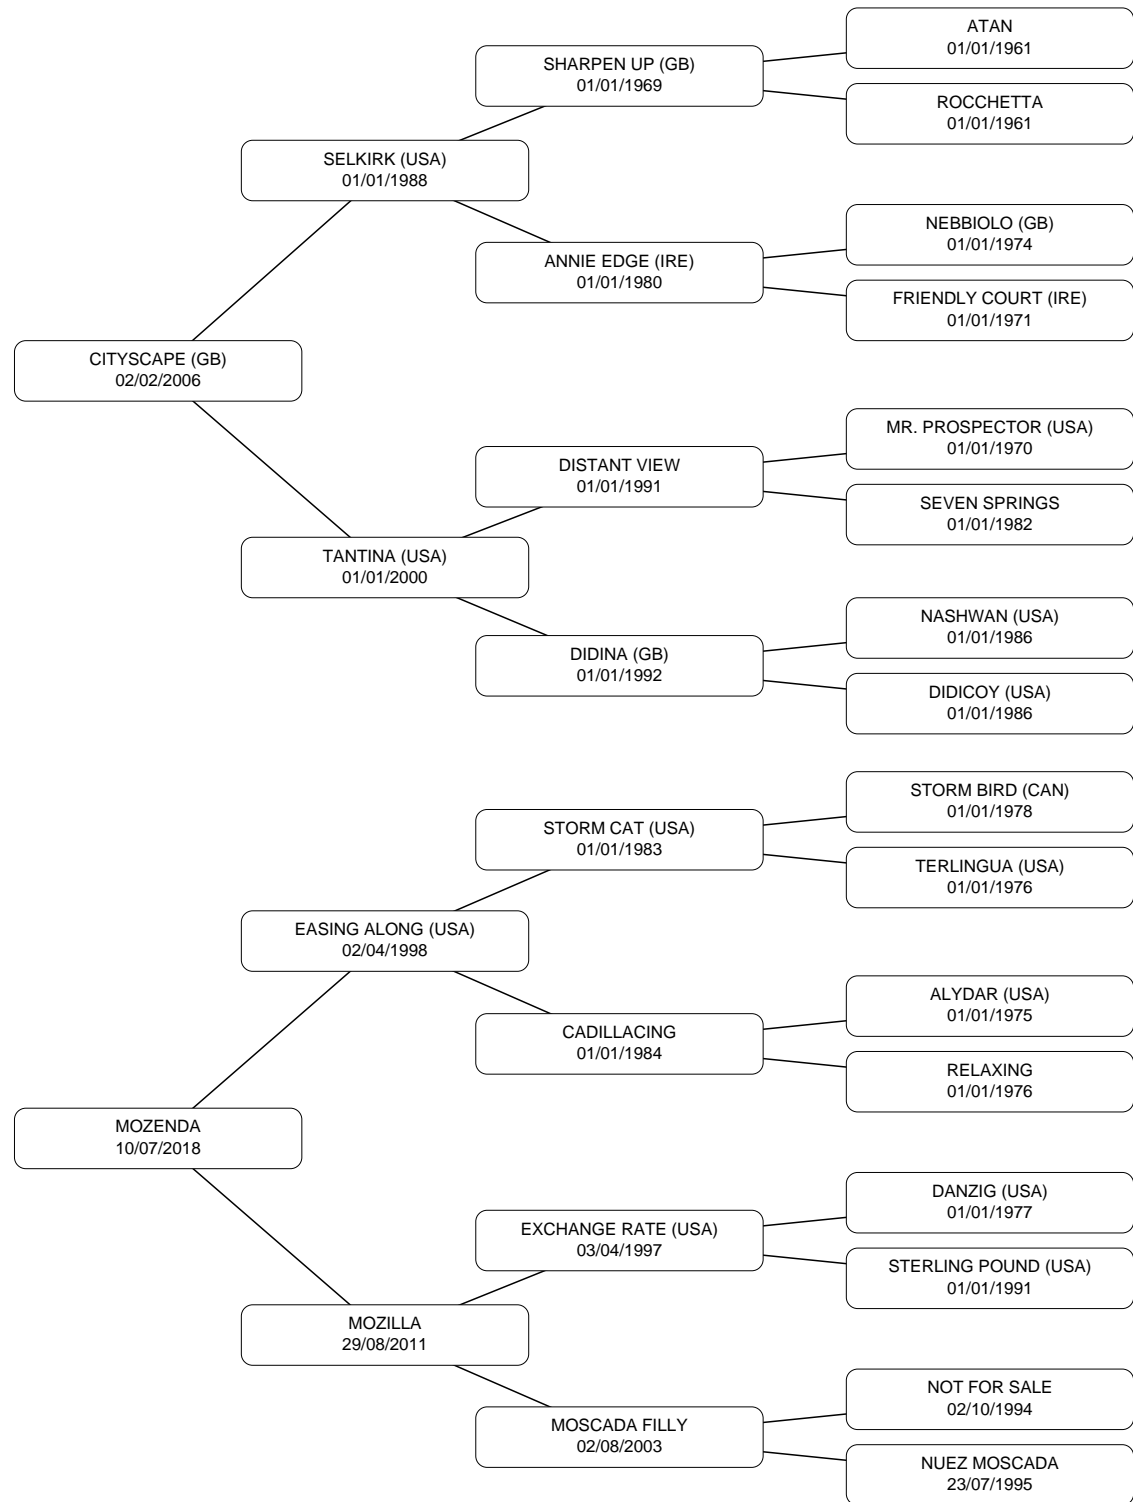 ATAN
01/01/1961
SHARPEN UP (GB)
01/01/1969
ROCCHETTA
01/01/1961
SELKIRK (USA)
01/01/1988
NEBBIOLO (GB)
01/01/1974
ANNIE EDGE (IRE)
01/01/1980
FRIENDLY COURT (IRE)
01/01/1971
CITYSCAPE (GB)
02/02/2006
MR. PROSPECTOR (USA)
01/01/1970
DISTANT VIEW
01/01/1991
SEVEN SPRINGS
01/01/1982
TANTINA (USA)
01/01/2000
NASHWAN (USA)
01/01/1986
DIDINA (GB)
01/01/1992
DIDICOY (USA)
01/01/1986
STORM BIRD (CAN)
01/01/1978
STORM CAT (USA)
01/01/1983
TERLINGUA (USA)
01/01/1976
EASING ALONG (USA)
02/04/1998
ALYDAR (USA)
01/01/1975
CADILLACING
01/01/1984
RELAXING
01/01/1976
MOZENDA
10/07/2018
DANZIG (USA)
01/01/1977
EXCHANGE RATE (USA)
03/04/1997
STERLING POUND (USA)
01/01/1991
MOZILLA
29/08/2011
NOT FOR SALE
02/10/1994
MOSCADA FILLY
02/08/2003
NUEZ MOSCADA
23/07/1995